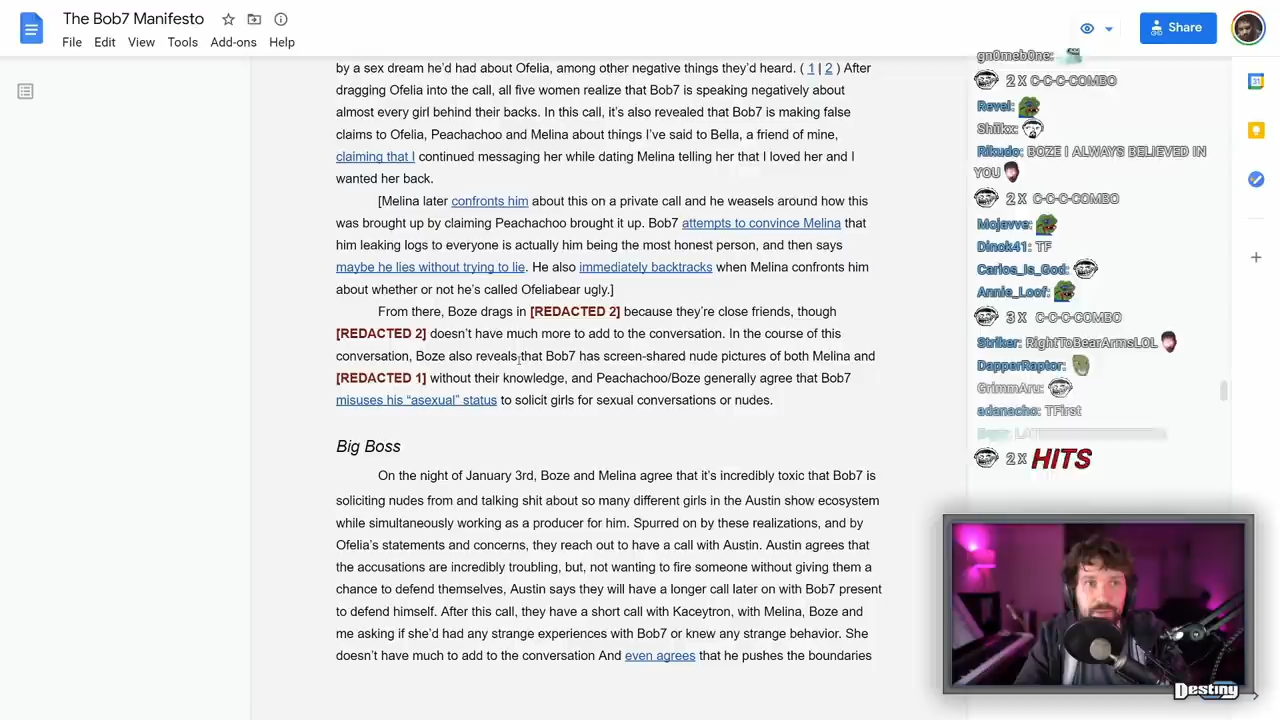 The Bob7 Manifesto
File Edit View Tools Add-ons Help
Share
by a sex dream he'd had about Ofelia, among other negative things they'd heard. ( 1 | 2 ) After
dragging Ofelia into the call, all five women realize that Bob7 is speaking negatively about
almost every girl behind their backs. In this call, it's also revealed that Bob7 is making false
claims to Ofelia, Peachachoo and Melina about things I've said to Bella, a friend of mine,
claiming that I continued messaging her while dating Melina telling her that I loved her and I
wanted her back.
[Melina later confronts him about this on a private call and he weasels around how this
was brought up by claiming Peachachoo brought it up. Bob7 attempts to convince Melina that
him leaking logs to everyone is actually him being the most honest person, and then says
maybe he lies without trying to lie. He also immediately backtracks when Melina confronts him
about whether or not he's called Ofeliabear ugly.]
From there, Boze drags in [REDACTED 2] because they're close friends, though
[REDACTED 2] doesn't have much more to add to the conversation. In the course of this
conversation, Boze also reveals that Bob7 has screen-shared nude pictures of both Melina and
[REDACTED 1] without their knowledge, and Peachachoo/Boze generally agree that Bob7
misuses his “asexual” status to solicit girls for sexual conversations or nudes.
Big Boss
On the night of January 3rd, Boze and Melina agree that it's incredibly toxic that Bob7 is
soliciting nudes from and talking shit about so many different girls in the Austin show ecosystem
while simultaneously working as a producer for him. Spurred on by these realizations, and by
Ofelia's statements and concerns, they reach out to have a call with Austin. Austin agrees that
the accusations are incredibly troubling, but, not wanting to fire someone without giving them a
chance to defend themselves, Austin says they will have a longer call later on with Bob7 present
to defend himself. After this call, they have a short call with Kaceytron, with Melina, Boze and
me asking if she'd had any strange experiences with Bob7 or knew any strange behavior. She
doesn't have much to add to the conversation And even agrees that he pushes the boundaries
gn0meb0ne:
2 X C-C-C-COMBO
Revel:
Shiikx:
Rikudo: BOZE I ALWAYS BELIEVED IN
YOU
2 X C-C-C-COMBO
Mojavve:
Dinok41: TF
Carlos_Is_God:
Annie_Loof:
3 X C-C-C-COMBO
Striker: RightToBearArmsLOL
DapperRaptor:
GrimmAru:
adanacho: TFirst
2 X HITS
31
Destiny